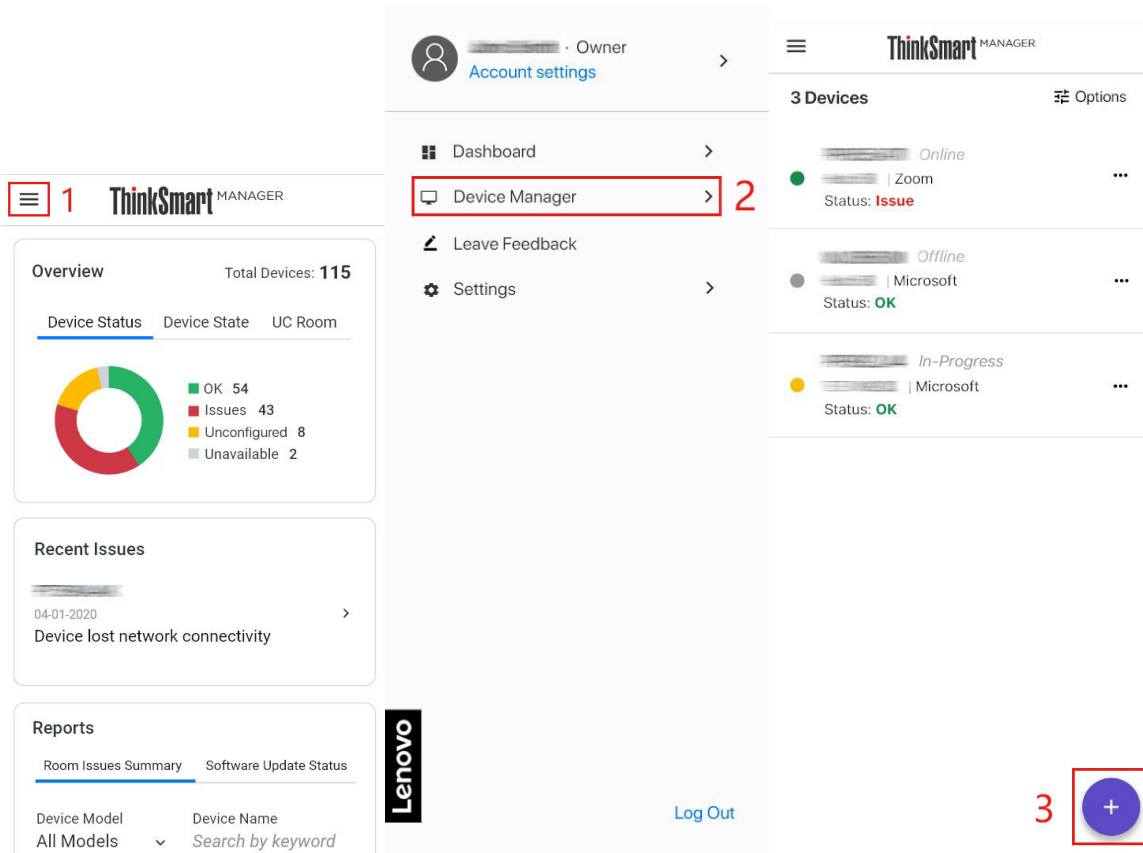 1
ThinkSmart MANAGER
Overview
Total Devices: 115
Device Status
Device State
UC Room
OK 54
Issues 43
Unconfigured 8
Unavailable 2
Recent Issues
04-01-2020
Device lost network connectivity
Reports
Room Issues Summary
Software Update Status
Device Model
Device Name
All Models
Search by keyword
· Owner
Account settings
Dashboard
Device Manager
2
Leave Feedback
Settings
Lenovo
Log Out
ThinkSmart MANAGER
3 Devices
Options
Online
| Zoom
Status: Issue
Offline
| Microsoft
Status: OK
In-Progress
| Microsoft
Status: OK
3
+